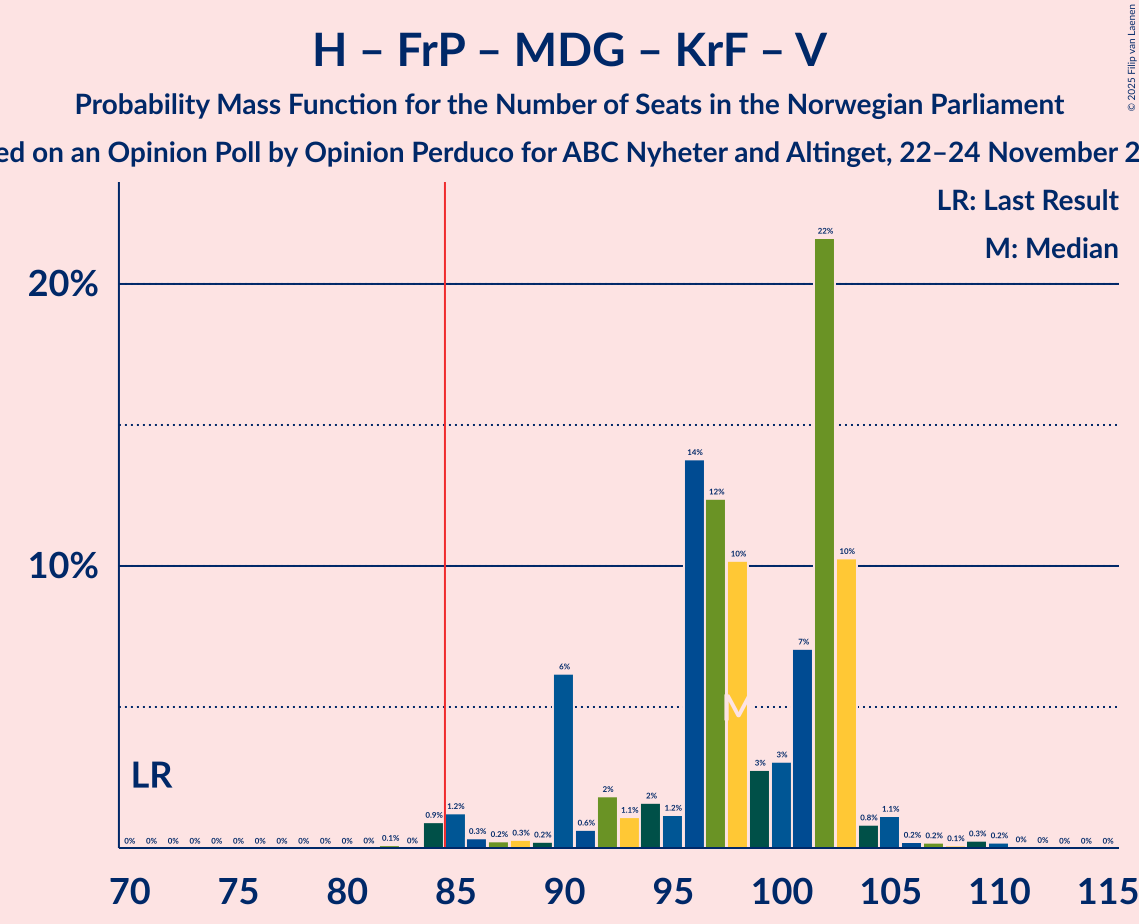 H – FrP – MDG – KrF – V
Probability Mass Function for the Number of Seats in the Norwegian Parliament
ed on an Opinion Poll by Opinion Perduco for ABC Nyheter and Altinget, 22–24 November 2
© 2025 Filip van Laenen
LR: Last Result
M: Median
20%
10%
LR
M
0% 0% 0% 0% 0% 0% 0% 0% 0% 0% 0% 0% 0.1% 0% 0.9% 1.2% 0.3% 0.2% 0.3% 0.2% 6% 0.6% 2% 1.1% 2% 1.2% 14% 12% 10% 3% 3% 7% 22% 10% 0.8% 1.1% 0.2% 0.2% 0.1% 0.3% 0.2% 0% 0% 0% 0% 0%
70 75 80 85 90 95 100 105 110 115